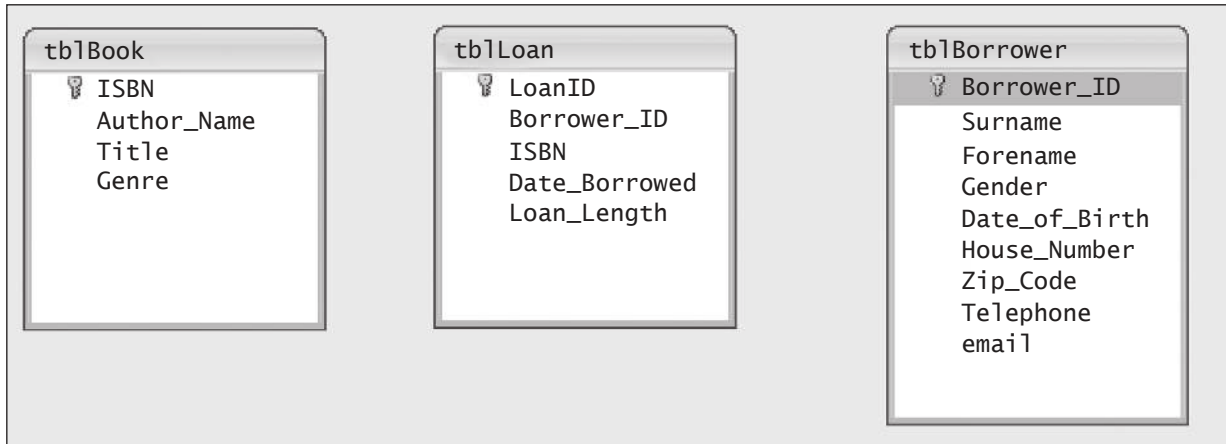 tblBook
ISBN
Author_Name
Title
Genre
tblLoan
LoanID
Borrower_ID
ISBN
Date_Borrowed
Loan_Length
tblBorrower
Borrower_ID
Surname
Forename
Gender
Date_of_Birth
House_Number
Zip_Code
Telephone
email